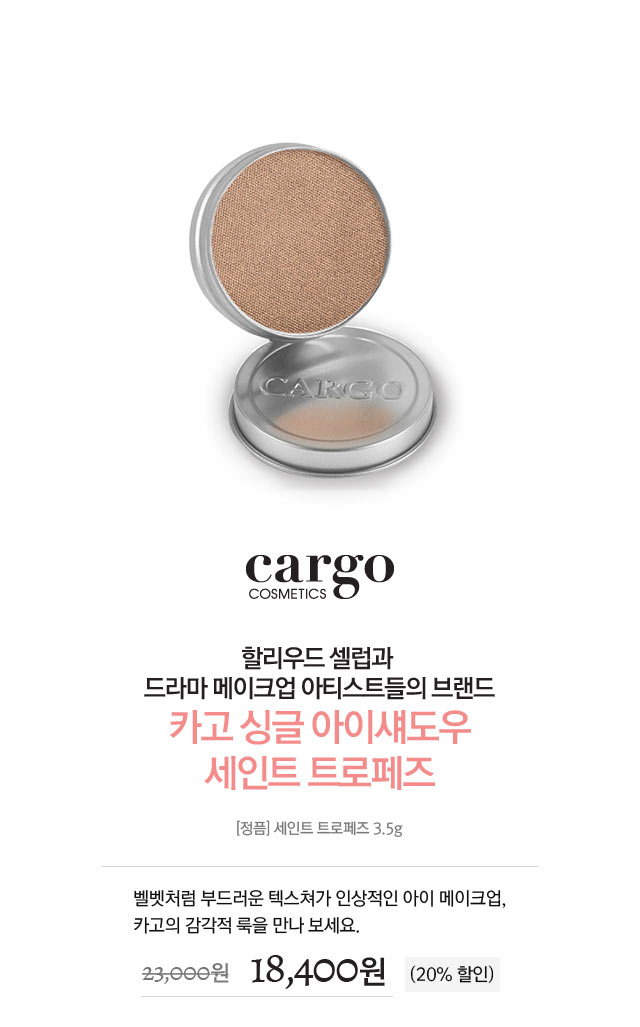 CARGO
cargo
COSMETICS
할리우드 셀럽과
드라마 메이크업 아티스트들의 브랜드
카고 싱글 아이섀도우
세인트 트로페즈
[정품] 세인트 트로페즈 3.5g
벨벳처럼 부드러운 텍스쳐가 인상적인 아이 메이크업,
카고의 감각적 룩을 만나 보세요.
23,000원 18,400원 (20% 할인)